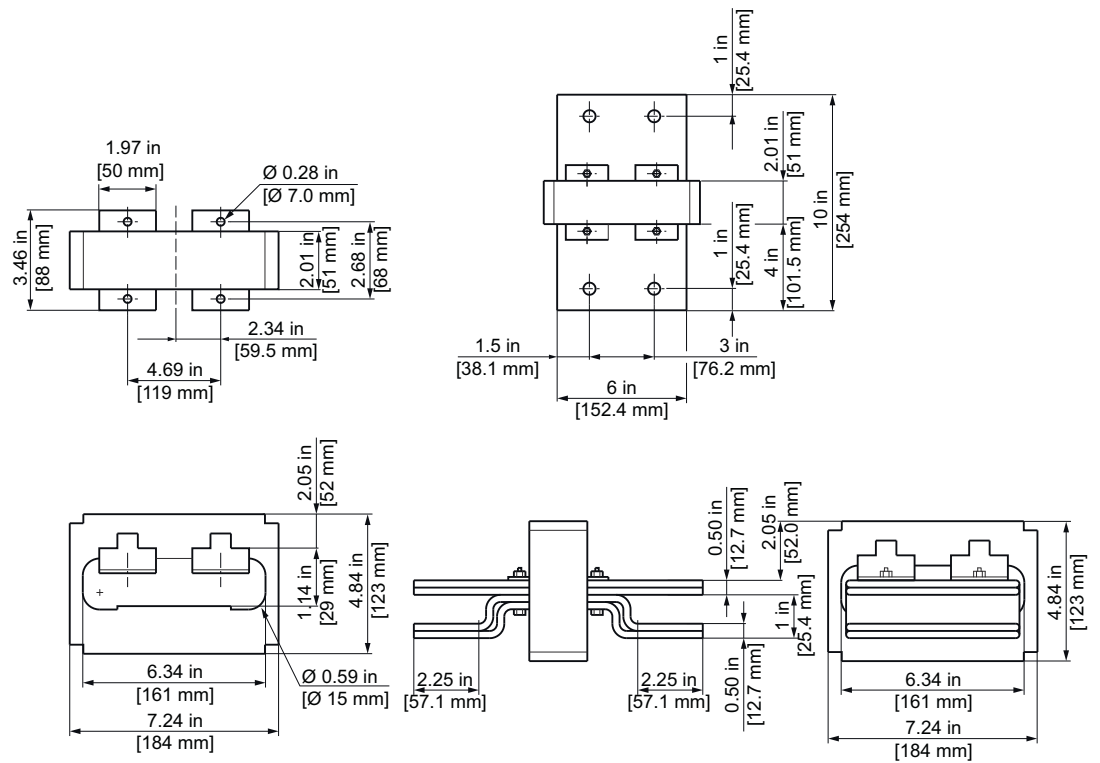 1.97 in
[50 mm]
Ø 0.28 in
[Ø 7.0 mm]
3.46 in
[88 mm]
2.01 in
[51 mm]
2.68 in
[68 mm]
2.34 in
[59.5 mm]
4.69 in
[119 mm]
1 in
[25.4 mm]
2.01 in
[51 mm]
10 in
[254 mm]
1 in
[25.4 mm]
4 in
[101.5 mm]
1.5 in
[38.1 mm]
3 in
[76.2 mm]
6 in
[152.4 mm]
2.05 in
[52 mm]
1.14 in
[29 mm]
4.84 in
[123 mm]
6.34 in
[161 mm]
Ø 0.59 in
[Ø 15 mm]
7.24 in
[184 mm]
0.50 in
[12.7 mm]
2.05 in
[52.0 mm]
1 in
[25.4 mm]
2.25 in
[57.1 mm]
2.25 in
[57.1 mm]
0.50 in
[12.7 mm]
4.84 in
[123 mm]
6.34 in
[161 mm]
7.24 in
[184 mm]